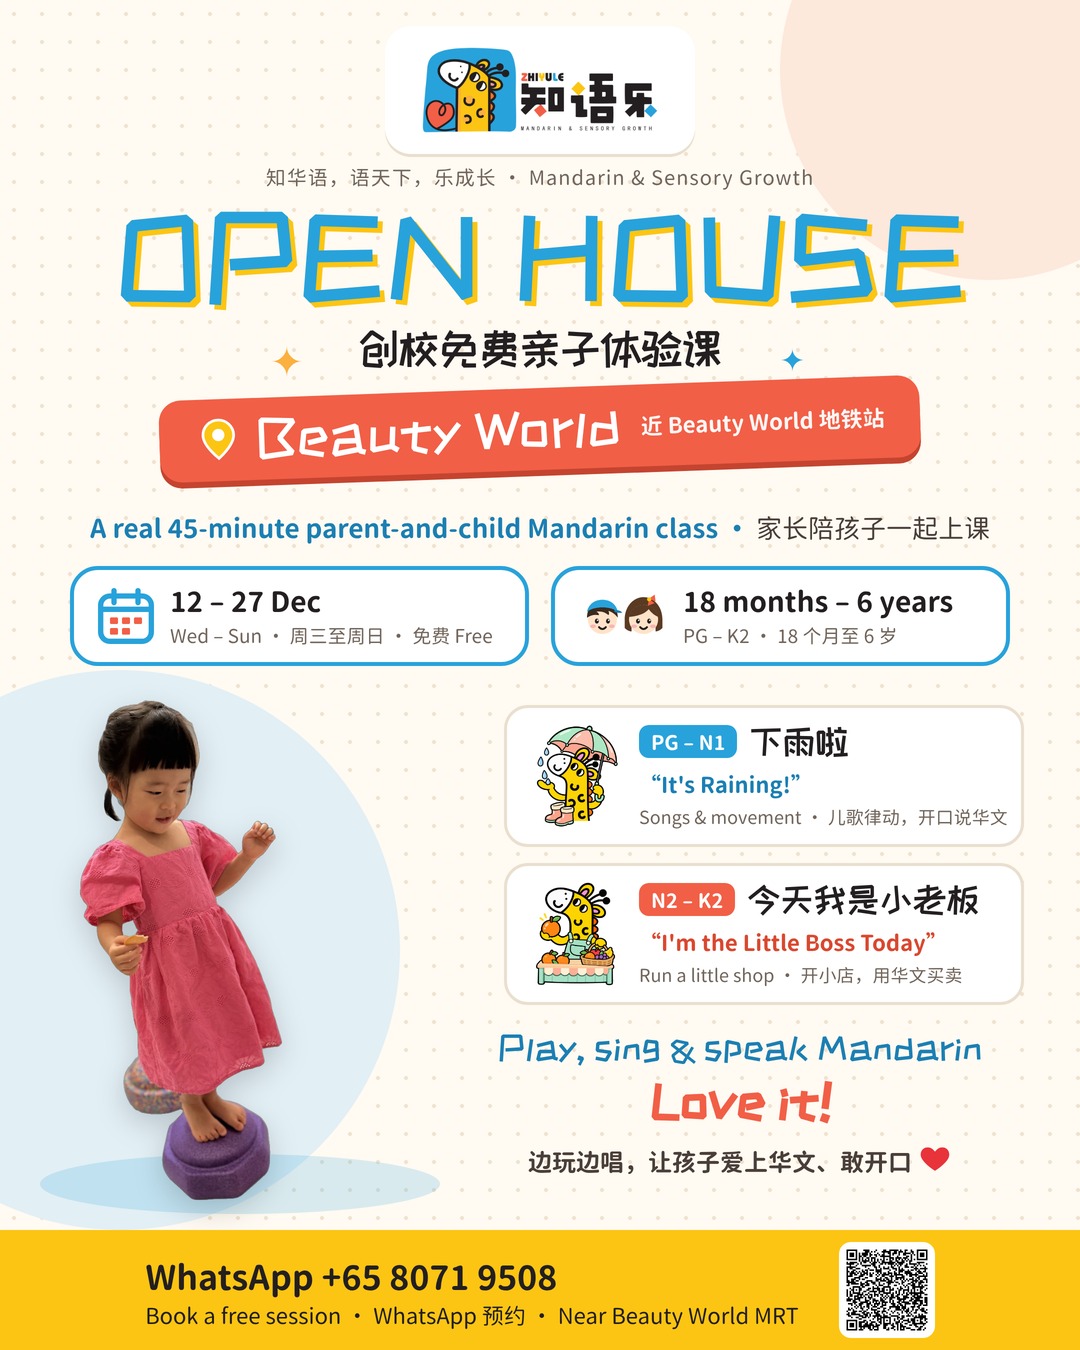 ZHIYULE
知语乐
MANDARIN & SENSORY GROWTH
知华语，语天下，乐成长 • Mandarin & Sensory Growth
OPEN HOUSE
创校免费亲子体验课
Beauty World 近 Beauty World 地铁站
A real 45-minute parent-and-child Mandarin class • 家长陪孩子一起上课
12 – 27 Dec
Wed – Sun • 周三至周日 • 免费 Free
18 months – 6 years
PG – K2 • 18 个月至 6 岁
PG – N1 下雨啦
“It's Raining!”
Songs & movement • 儿歌律动，开口说华文
N2 – K2 今天我是小老板
“I'm the Little Boss Today”
Run a little shop • 开小店，用华文买卖
Play, sing & speak Mandarin
Love it!
边玩边唱，让孩子爱上华文、敢开口
WhatsApp +65 8071 9508
Book a free session • WhatsApp 预约 • Near Beauty World MRT